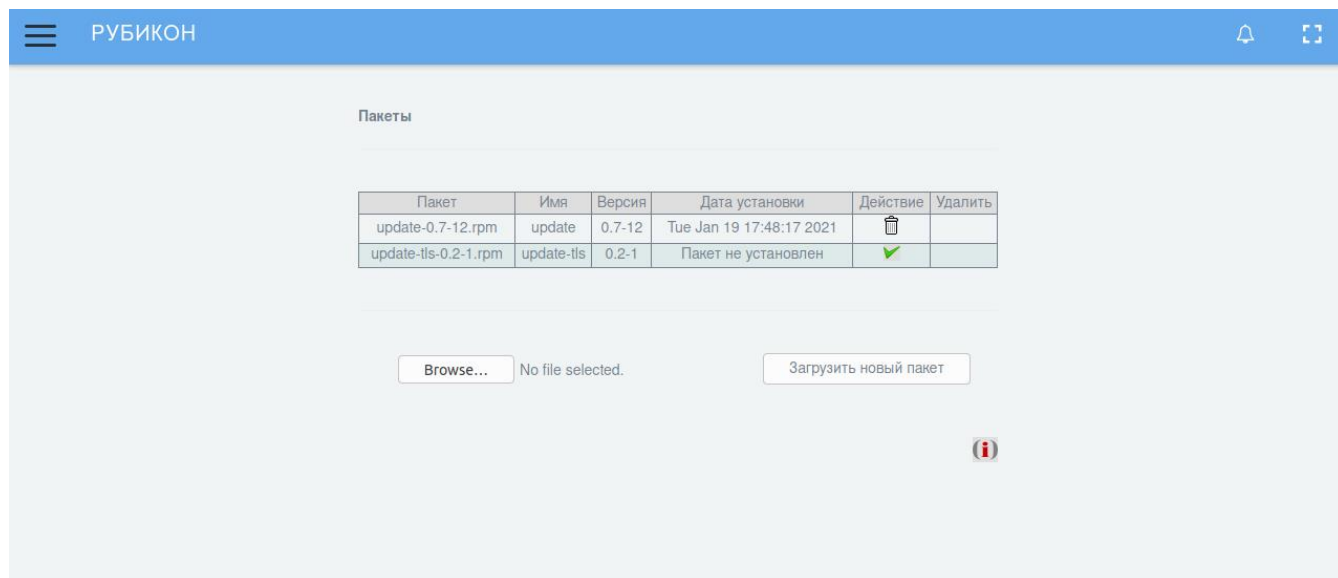 РУБИКОН
Пакеты
Пакет Имя Версия Дата установки Действие Удалить
update-0.7-12.rpm update 0.7-12 Tue Jan 19 17:48:17 2021
update-tls-0.2-1.rpm update-tls 0.2-1 Пакет не установлен
Browse... No file selected. Загрузить новый пакет
(i)